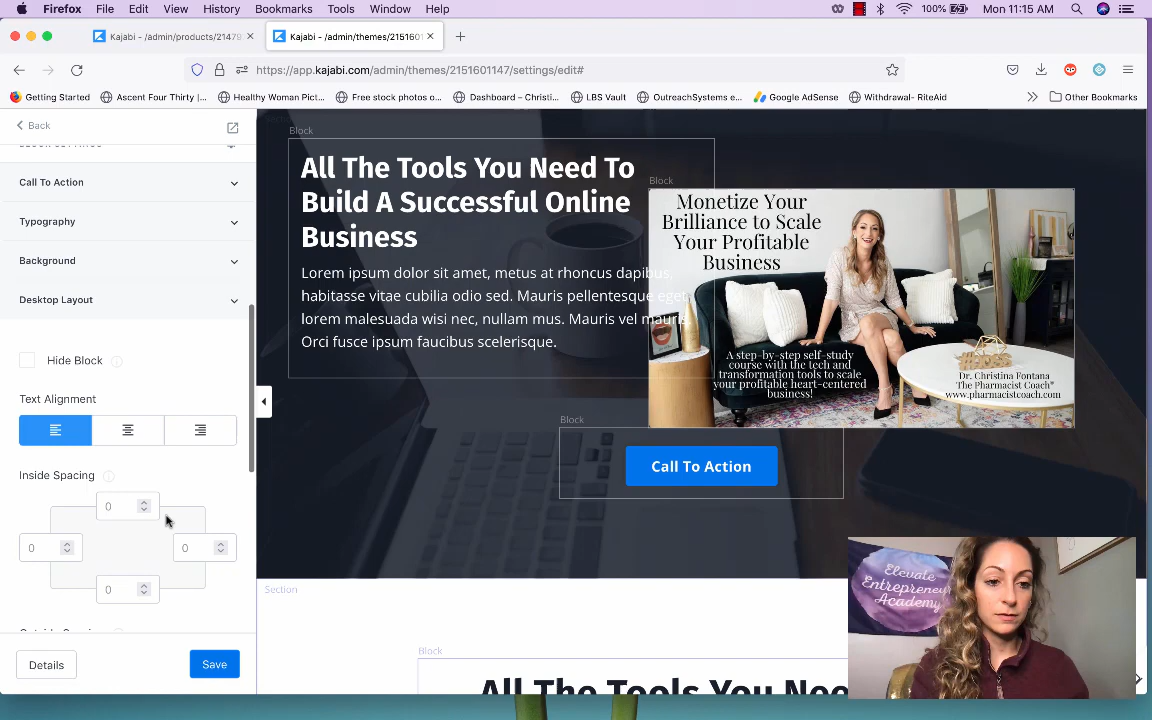 Firefox File Edit View History Bookmarks Tools Window Help
100% Mon 11:15 AM
Kajabi - /admin/products/21479
Kajabi - /admin/themes/2151601
https://app.kajabi.com/admin/themes/2151601147/settings/edit#
Getting Started Ascent Four Thirty |... Healthy Woman Pict... Free stock photos o... Dashboard – Christi... LBS Vault OutreachSystems e... Google AdSense Withdrawal- RiteAid Other Bookmarks
Back
Call To Action
Typography
Background
Desktop Layout
Hide Block
Text Alignment
Inside Spacing
0
0 0
0
Details Save
Block
All The Tools You Need To
Build A Successful Online
Business
Lorem ipsum dolor sit amet, metus at rhoncus dapibus,
habitasse vitae cubilia odio sed. Mauris pellentesque eget,
lorem malesuada wisi nec, nullam mus. Mauris vel mauris.
Orci fusce ipsum faucibus scelerisque.
Block
Monetize Your
Brilliance to Scale
Your Profitable
Business
A step-by-step self-study
course with the tech and
transformation tools to scale
your profitable heart-centered
business!
Dr. Christina Fontana
"The Pharmacist Coach"
www.pharmacistcoach.com
Block
Call To Action
Section
Block
All The Tools You Nee
Elevate
Entrepreneur
Academy